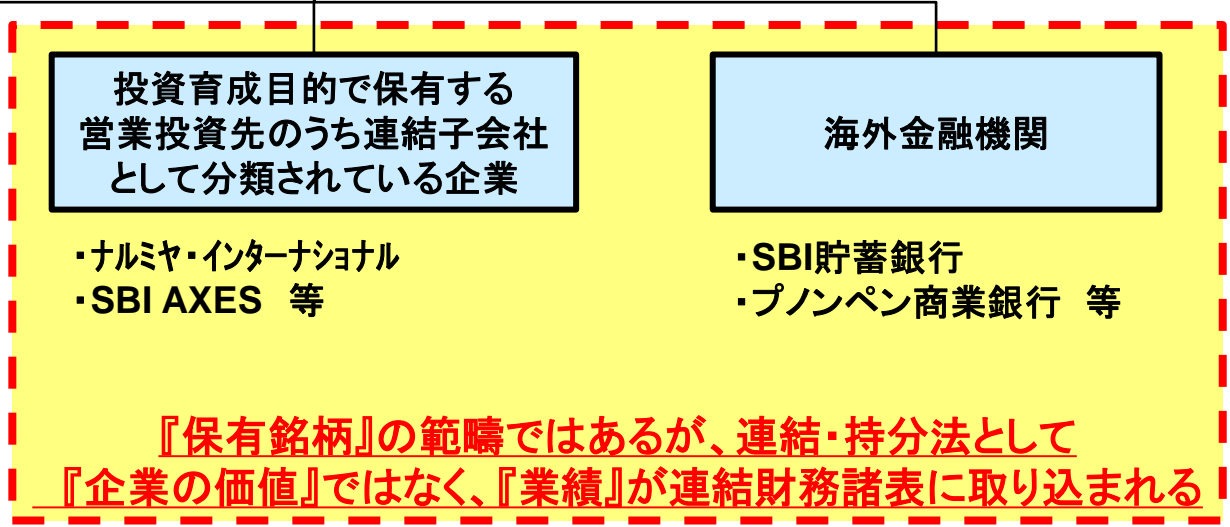 投資育成目的で保有する
営業投資先のうち連結子会社
として分類されている企業
海外金融機関
・ナルミヤ・インターナショナル
・SBI AXES 等
・SBI貯蓄銀行
・プノンペン商業銀行 等
『保有銘柄』の範疇ではあるが、連結・持分法として
『企業の価値』ではなく、『業績』が連結財務諸表に取り込まれる